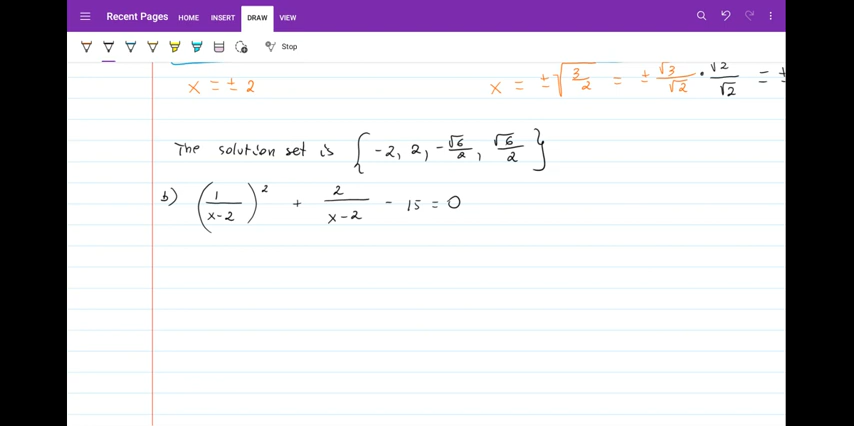 Recent Pages HOME INSERT DRAW VIEW
Stop
x = ± 2
x = ±√(3/2) = ± √3/√2 · √2/√2 = ±
The solution set is {-2, 2, -√6/2, √6/2}
b) (1/(x-2))² + 2/(x-2) - 15 = 0